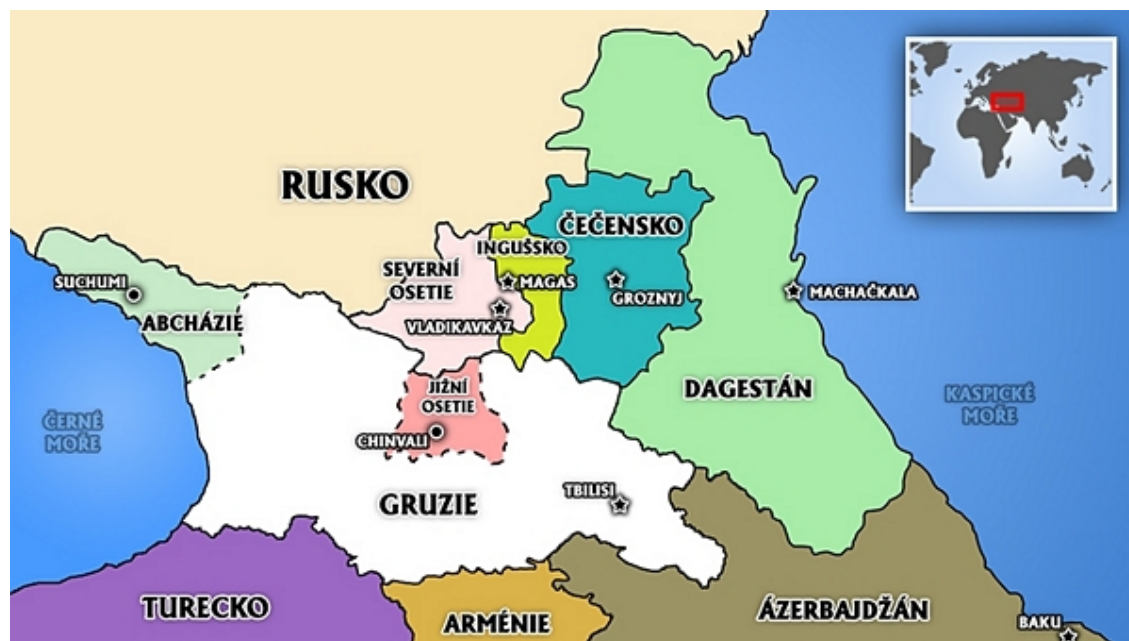 RUSKO
ČEČENSKO
INGUŠSKO
SEVERNÍ
OSETIE
MAGAS
SUCHUMI
GROZNYJ
MACHAČKALA
ABCHÁZIE
VLADIKAVKAZ
JIŽNÍ
OSETIE
DAGESTÁN
KASPICKÉ
MOŘE
ČERNÉ
MOŘE
CHINVALI
TBILISI
GRUZIE
TURECKO
ARMÉNIE
ÁZERBAJDŽÁN
BAKU